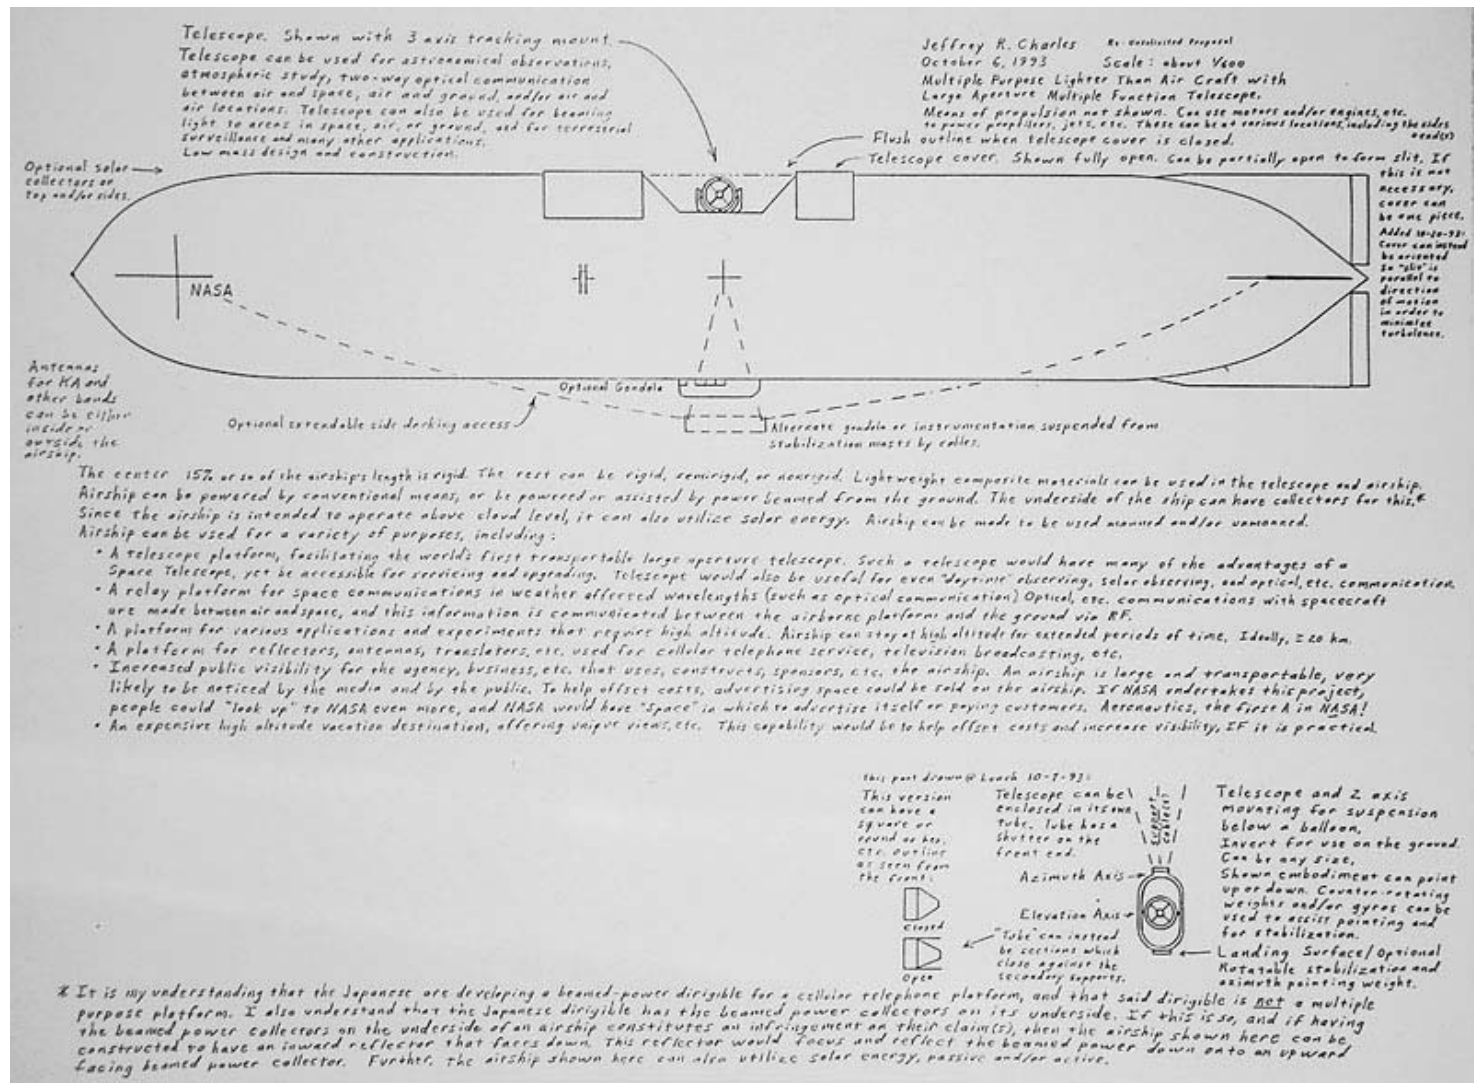 Telescope. Shown with 3 axis tracking mount.
Telescope can be used for astronomical observations,
atmospheric study, two-way optical communication
between air and space, air and ground, and/or air and
air locations. Telescope can also be used for beaming
light to areas in space, air, or ground, and for terrestrial
surveillance and many other applications.
Low mass design and construction.
Jeffrey R. Charles Re: Unsolicited Proposal
October 6, 1993 Scale: about 1/600
Multiple Purpose Lighter Than Air Craft with
Large Aperture Multiple Function Telescope.
Means of propulsion not shown. Can use motors and/or engines, etc.
to power propellers, jets, etc. These can be at various locations, including the sides
Flush outline when telescope cover is closed.
Telescope cover. Shown fully open. Can be partially open to form slit. If
this is not
necessary,
cover can
be one piece.
Added 10-20-93:
Cover can instead
be oriented
so "slit" is
parallel to
direction
of motion
in order to
minimize
turbulence.
Optional solar
collectors on
top and/or sides.
NASA
Antennas
for KA and
other bands
can be either
inside or
outside the
airship.
Optional Gondola
Optional extendable side docking access
Alternate gondola or instrumentation suspended from
stabilization masts by cables.
The center 15% or so of the airship's length is rigid. The rest can be rigid, semirigid, or nonrigid. Lightweight composite materials can be used in the telescope and airship.
Airship can be powered by conventional means, or be powered or assisted by power beamed from the ground. The underside of the ship can have collectors for this.*
Since the airship is intended to operate above cloud level, it can also utilize solar energy. Airship can be made to be used manned and/or unmanned.
Airship can be used for a variety of purposes, including:
• A telescope platform, facilitating the world's first transportable large aperture telescope. Such a telescope would have many of the advantages of a
Space Telescope, yet be accessible for servicing and upgrading. Telescope would also be useful for even "daytime" observing, solar observing, and optical, etc. communication.
• A relay platform for space communications in weather affected wavelengths (such as optical communication) Optical, etc. communications with spacecraft
are made between air and space, and this information is communicated between the airborne platform and the ground via RF.
• A platform for various applications and experiments that require high altitude. Airship can stay at high altitude for extended periods of time, Ideally, ≥ 20 km.
• A platform for reflectors, antennas, translators, etc. used for cellular telephone service, television broadcasting, etc.
• Increased public visibility for the agency, business, etc. that uses, constructs, sponsors, etc. the airship. An airship is large and transportable, very
likely to be noticed by the media and by the public. To help offset costs, advertising space could be sold on the airship. If NASA undertakes this project,
people could "look up" to NASA even more, and NASA would have "space" in which to advertise itself or paying customers. Aeronautics, the first A in NASA!
• An expensive high altitude vacation destination, offering unique views, etc. This capability would be to help offset costs and increase visibility, IF it is practical.
This part drawn @ Lunch 10-7-93:
This version
can have a
square or
round or hex,
etc. outline
as seen from
the front:
Closed
Open
Telescope can be
enclosed in its own
tube. Tube has a
shutter on the
front end.
Support
cable(s)
Azimuth Axis
Elevation Axis
"Tube" can instead
be sections which
close against the
secondary supports.
Telescope and 2 axis
mounting for suspension
below a balloon.
Invert for use on the ground.
Can be any size.
Shown embodiment can point
up or down. Counter-rotating
weights and/or gyros can be
used to assist pointing and
for stabilization.
Landing Surface/Optional
Rotatable stabilization and
azimuth pointing weight.
* It is my understanding that the Japanese are developing a beamed-power dirigible for a cellular telephone platform, and that said dirigible is not a multiple
purpose platform. I also understand that the Japanese dirigible has the beamed power collectors on its underside. If this is so, and if having
the beamed power collectors on the underside of an airship constitutes an infringement on their claim(s), then the airship shown here can be
constructed to have an inward reflector that faces down. This reflector would focus and reflect the beamed power down onto an upward
facing beamed power collector. Further, the airship shown here can also utilize solar energy, passive and/or active.